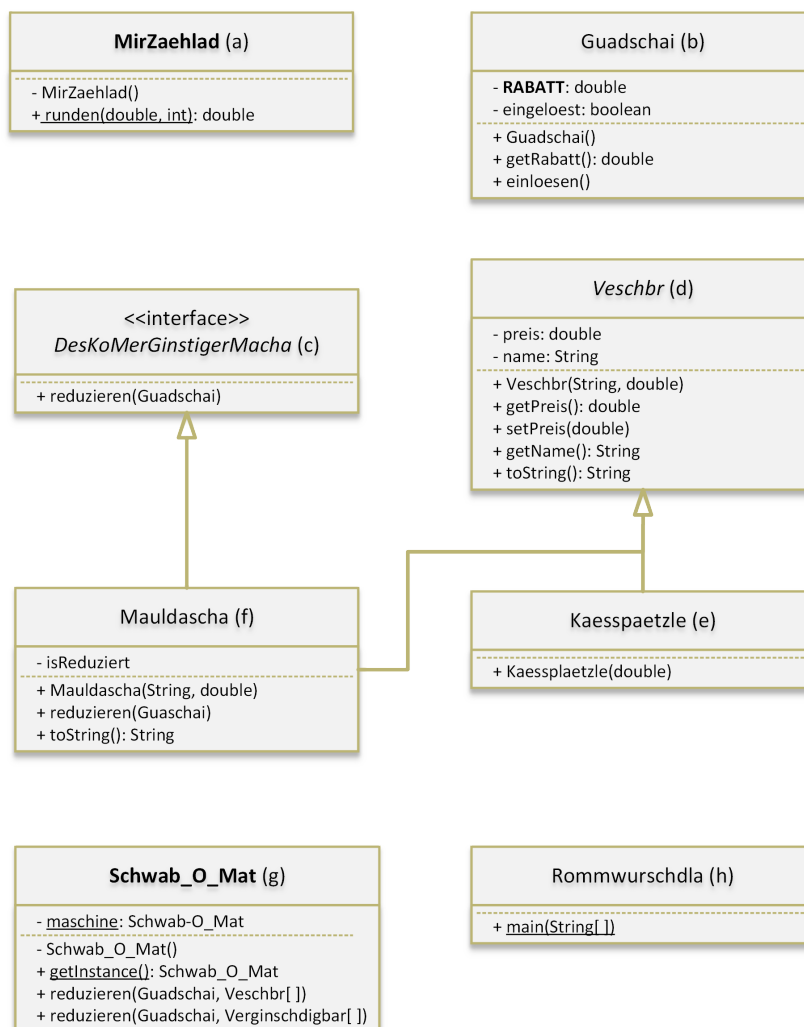 MirZaehlad (a)
- MirZaehlad()
+ runden(double, int): double
Guadschai (b)
- RABATT: double
- eingeloest: boolean
+ Guadschai()
+ getRabatt(): double
+ einloesen()
<<interface>>
DesKoMerGinstigerMacha (c)
+ reduzieren(Guadschai)
Veschbr (d)
- preis: double
- name: String
+ Veschbr(String, double)
+ getPreis(): double
+ setPreis(double)
+ getName(): String
+ toString(): String
Mauldascha (f)
- isReduziert
+ Mauldascha(String, double)
+ reduzieren(Guaschai)
+ toString(): String
Kaesspaetzle (e)
+ Kaessplaetzle(double)
Schwab_O_Mat (g)
- maschine: Schwab-O_Mat
- Schwab_O_Mat()
+ getInstance(): Schwab_O_Mat
+ reduzieren(Guadschai, Veschbr[ ])
+ reduzieren(Guadschai, Verginschdigbar[ ])
Rommwurschdla (h)
+ main(String[ ])